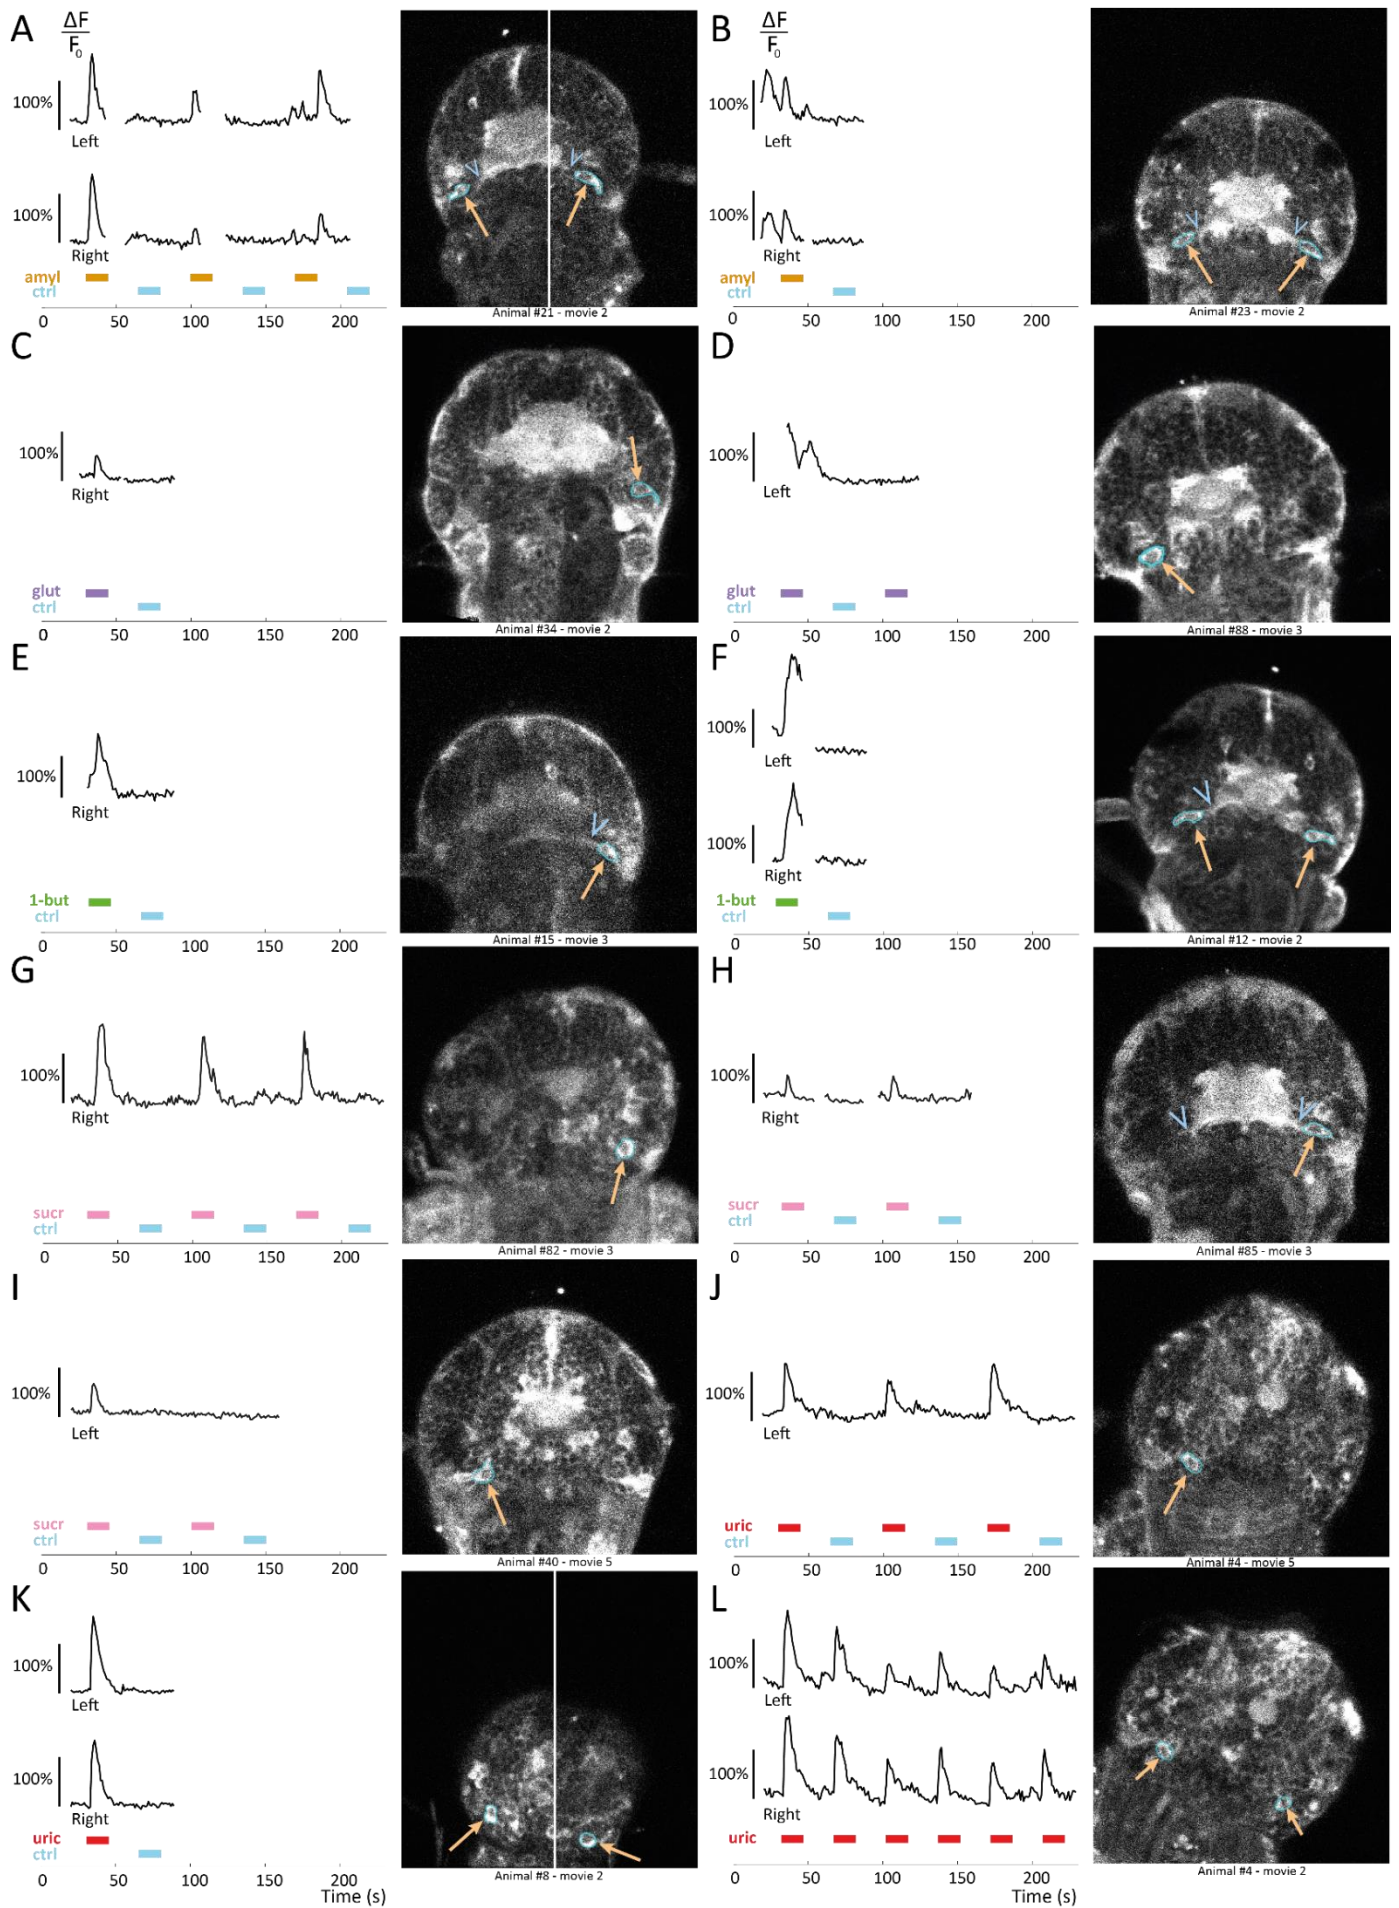 A
ΔF
F0
100%
Left
100%
Right
amyl
ctrl
0 50 100 150 200
Animal #21 - movie 2
B
ΔF
F0
100%
Left
100%
Right
amyl
ctrl
0 50 100 150 200
Animal #23 - movie 2
C
100%
Right
glut
ctrl
0 50 100 150 200
Animal #34 - movie 2
D
100%
Left
glut
ctrl
0 50 100 150 200
Animal #88 - movie 3
E
100%
Right
1-but
ctrl
0 50 100 150 200
Animal #15 - movie 3
F
100%
Left
100%
Right
1-but
ctrl
0 50 100 150 200
Animal #12 - movie 2
G
100%
Right
sucr
ctrl
0 50 100 150 200
Animal #82 - movie 3
H
100%
Right
sucr
ctrl
0 50 100 150 200
Animal #85 - movie 3
I
100%
Left
sucr
ctrl
0 50 100 150 200
Animal #40 - movie 5
J
100%
Left
uric
ctrl
0 50 100 150 200
Animal #4 - movie 5
K
100%
Left
100%
Right
uric
ctrl
0 50 100 150 200
Time (s)
Animal #8 - movie 2
L
100%
Left
100%
Right
uric
0 50 100 150 200
Time (s)
Animal #4 - movie 2